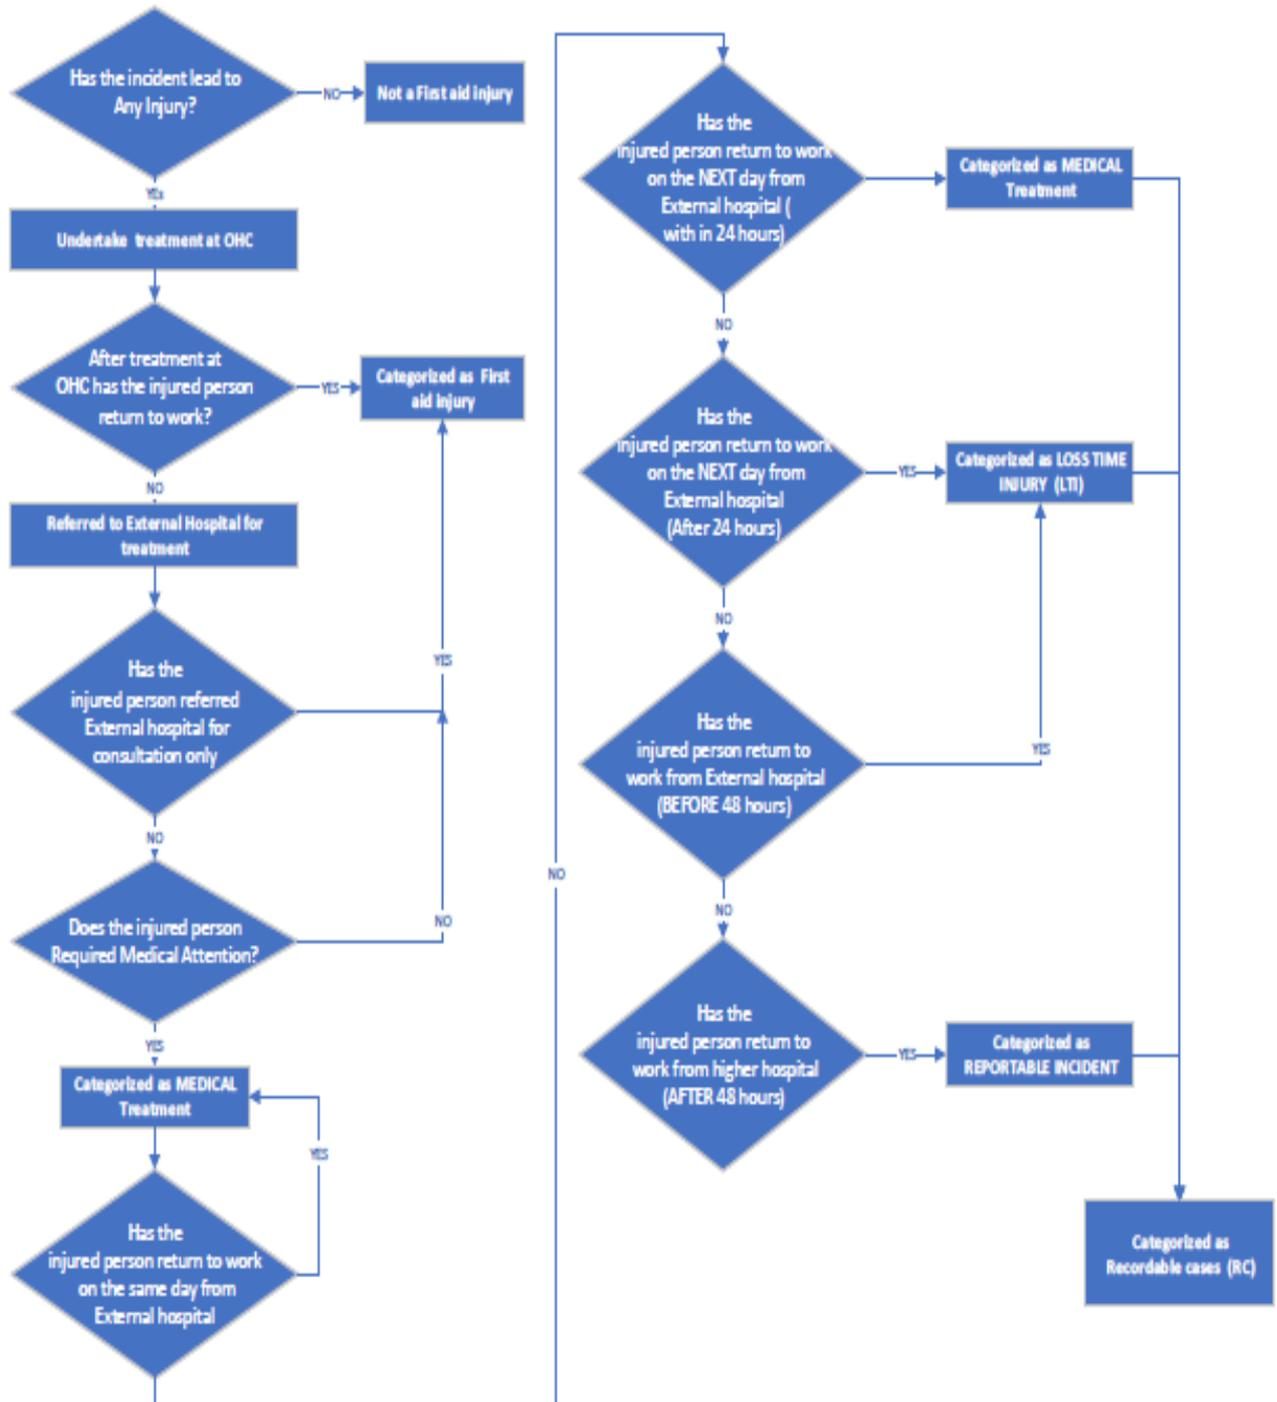 Has the incident lead to
Any Injury?
NO
Not a First aid injury
YEs
Undertake treatment at OHC
After treatment at
OHC has the injured person
return to work?
YES
Categorized as First
aid injury
NO
Referred to External Hospital for
treatment
Has the
injured person referred
External hospital for
consultation only
YES
NO
Does the injured person
Required Medical Attention?
NO
YES
Categorized as MEDICAL
Treatment
YES
Has the
injured person return to work
on the same day from
External hospital
NO
Has the
injured person return to work
on the NEXT day from
External hospital (
with in 24 hours)
Categorized as MEDICAL
Treatment
NO
Has the
injured person return to work
on the NEXT day from
External hospital
(After 24 hours)
YES
Categorized as LOSS TIME
INJURY (LTI)
NO
Has the
injured person return to
work from External hospital
(BEFORE 48 hours)
YES
NO
Has the
injured person return to
work from higher hospital
(AFTER 48 hours)
YES
Categorized as
REPORTABLE INCIDENT
Categorized as
Recordable cases (RC)